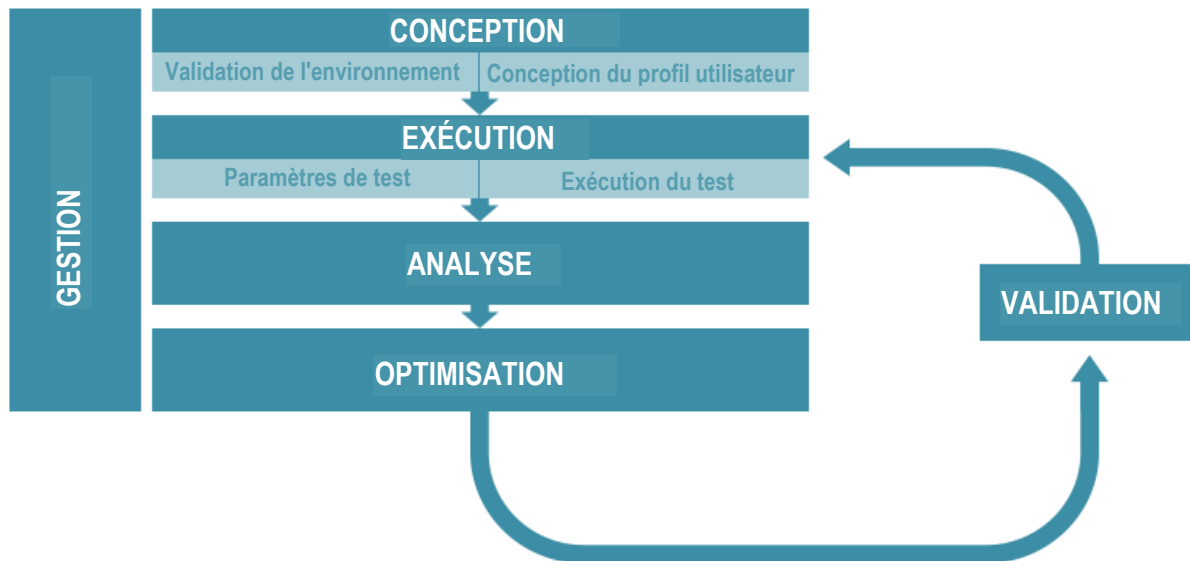 GESTION
CONCEPTION
Validation de l'environnement
Conception du profil utilisateur
EXÉCUTION
Paramètres de test
Exécution du test
ANALYSE
OPTIMISATION
VALIDATION